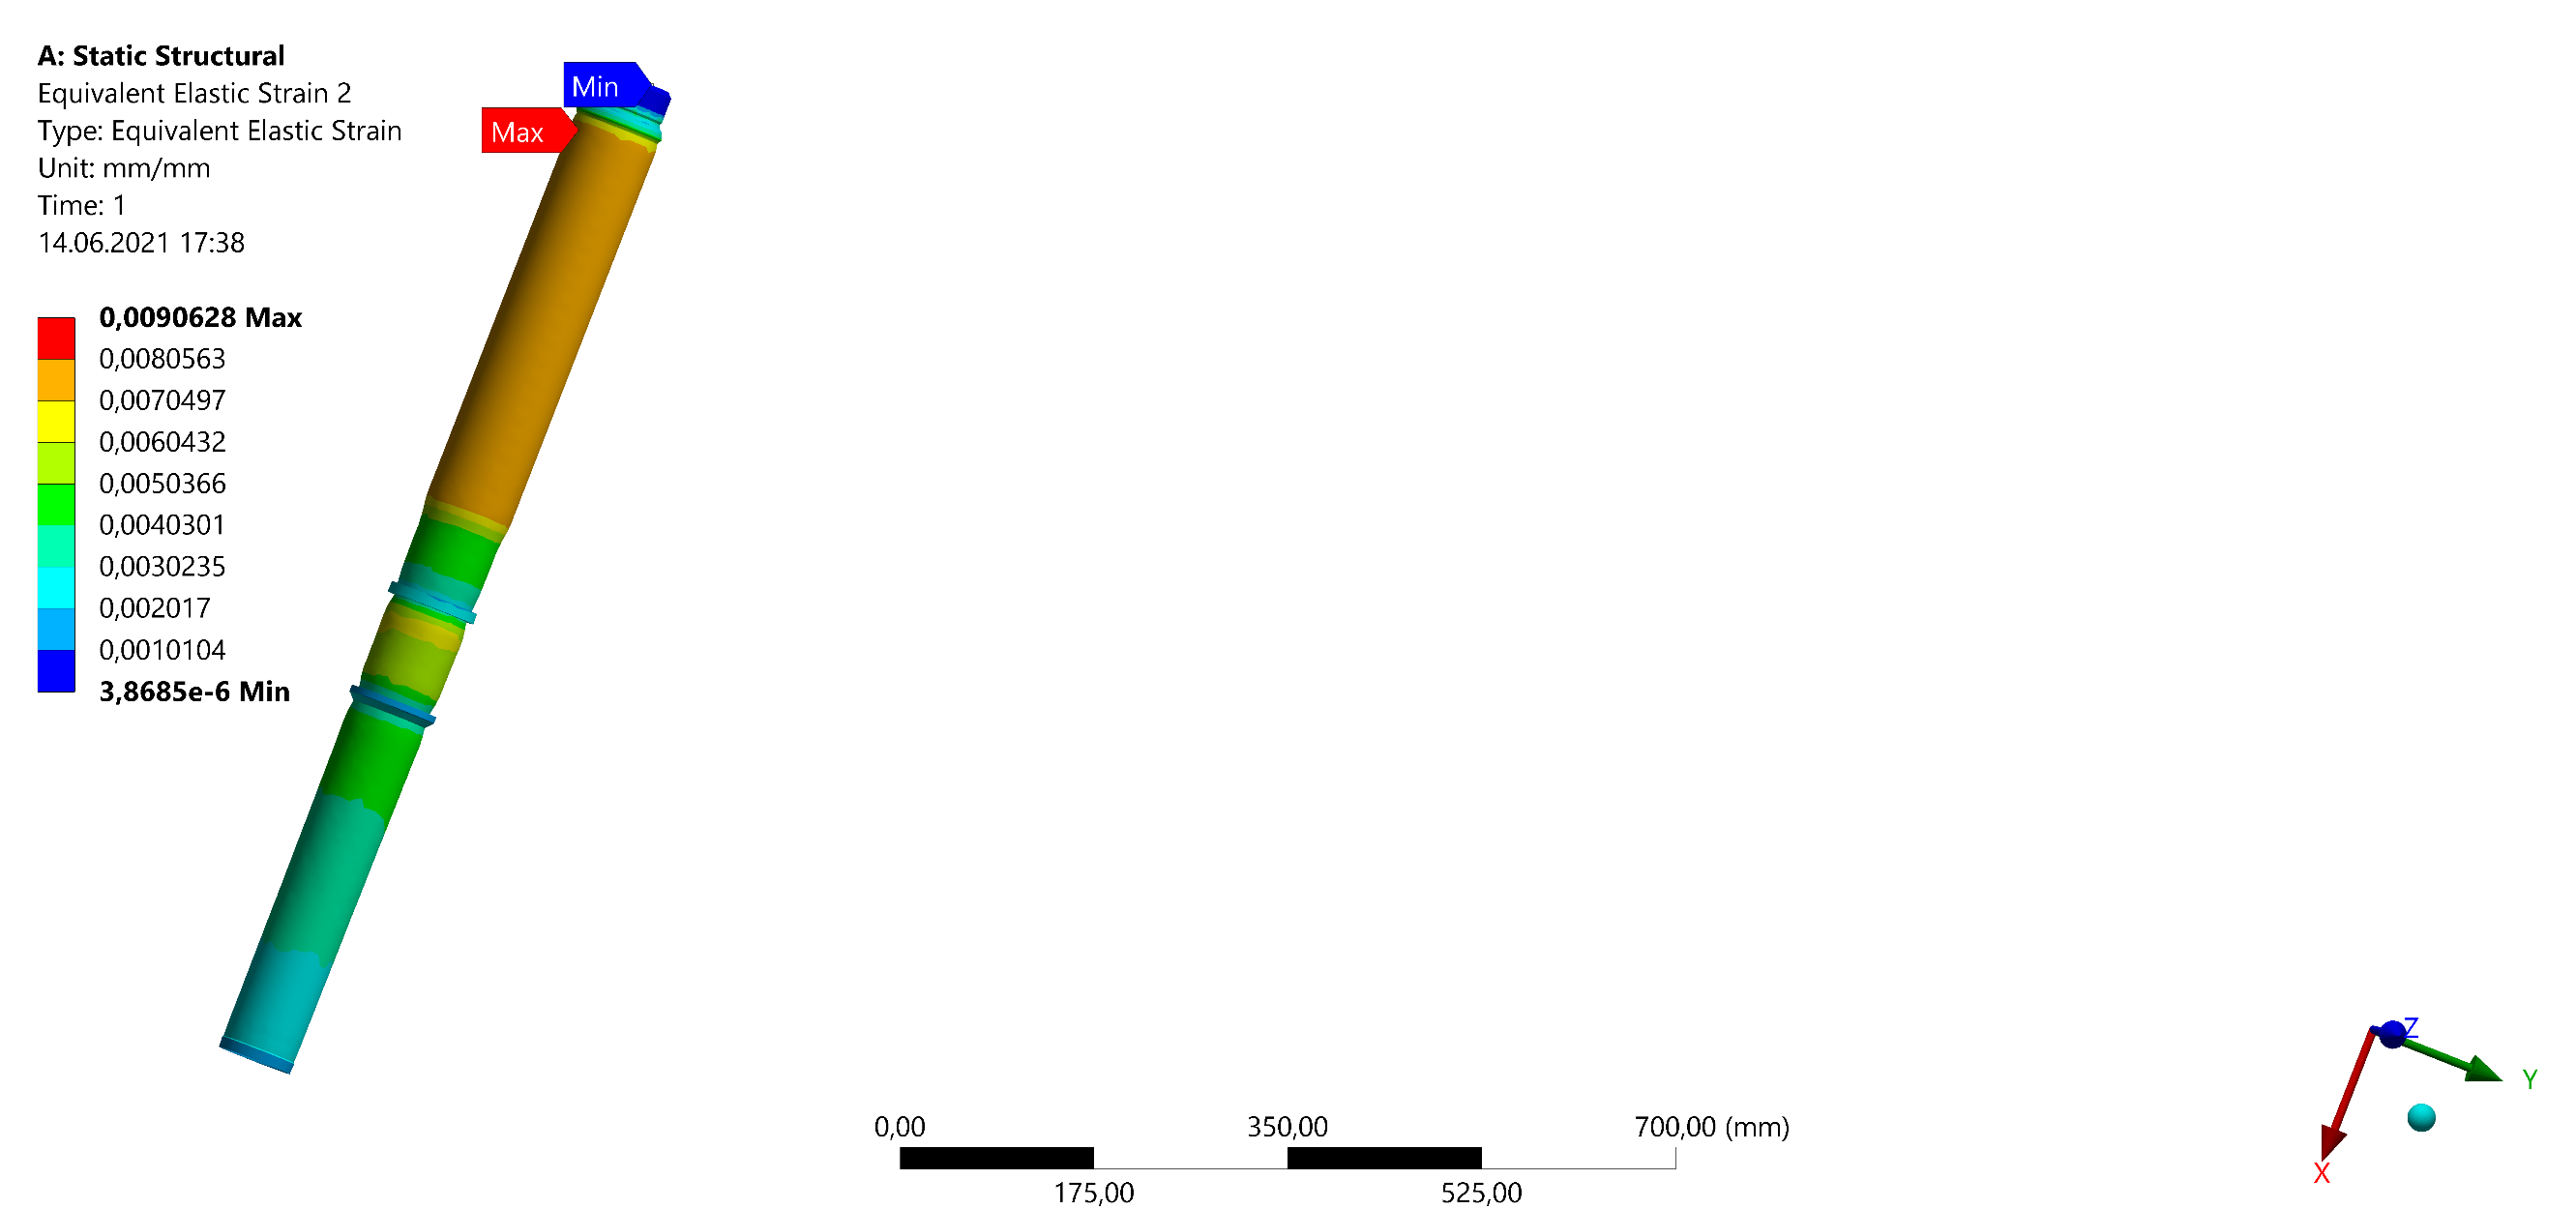 A: Static Structural
Equivalent Elastic Strain 2
Type: Equivalent Elastic Strain
Unit: mm/mm
Time: 1
14.06.2021 17:38
Min
Max
0,0090628 Max
0,0080563
0,0070497
0,0060432
0,0050366
0,0040301
0,0030235
0,002017
0,0010104
3,8685e-6 Min
0,00 350,00 700,00 (mm)
175,00 525,00
Z
Y
X